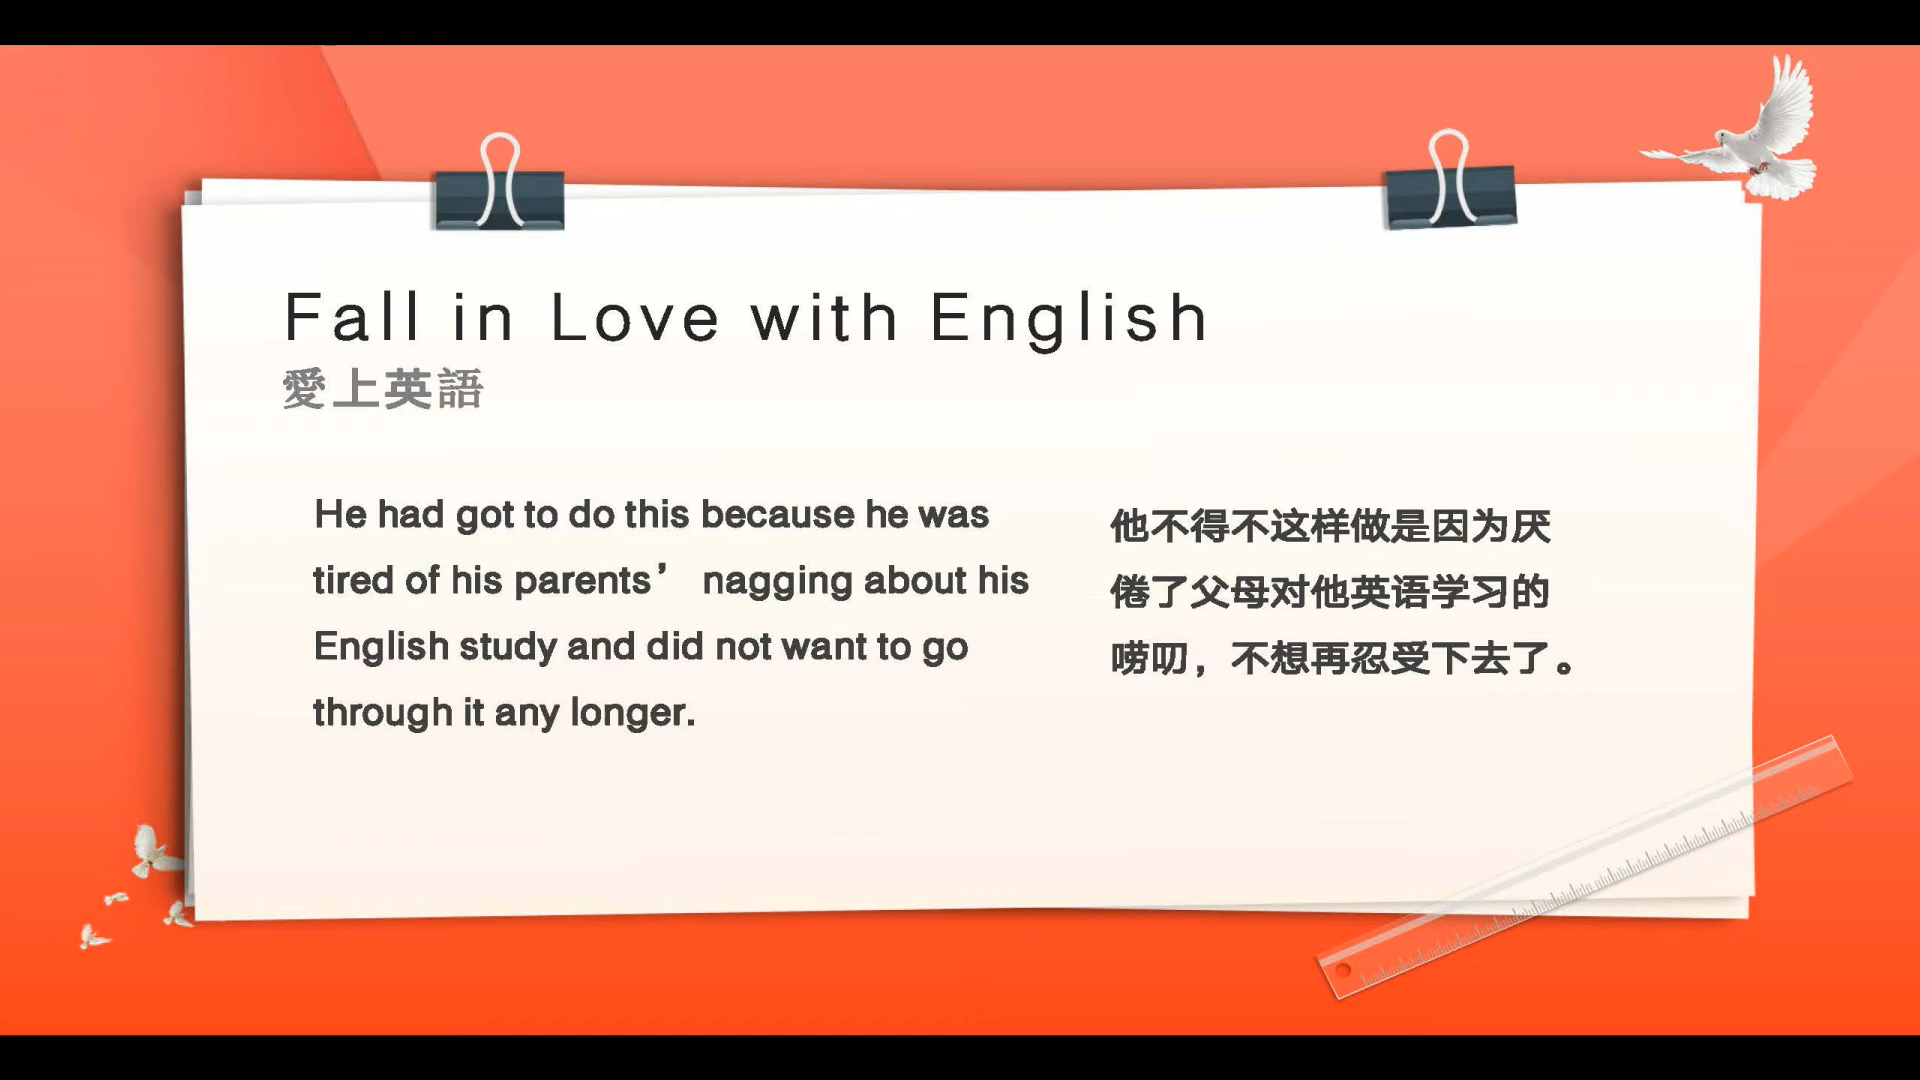 Fall in Love with English
愛上英語
He had got to do this because he was
tired of his parents’ nagging about his
English study and did not want to go
through it any longer.
他不得不这样做是因为厌
倦了父母对他英语学习的
唠叨，不想再忍受下去了。